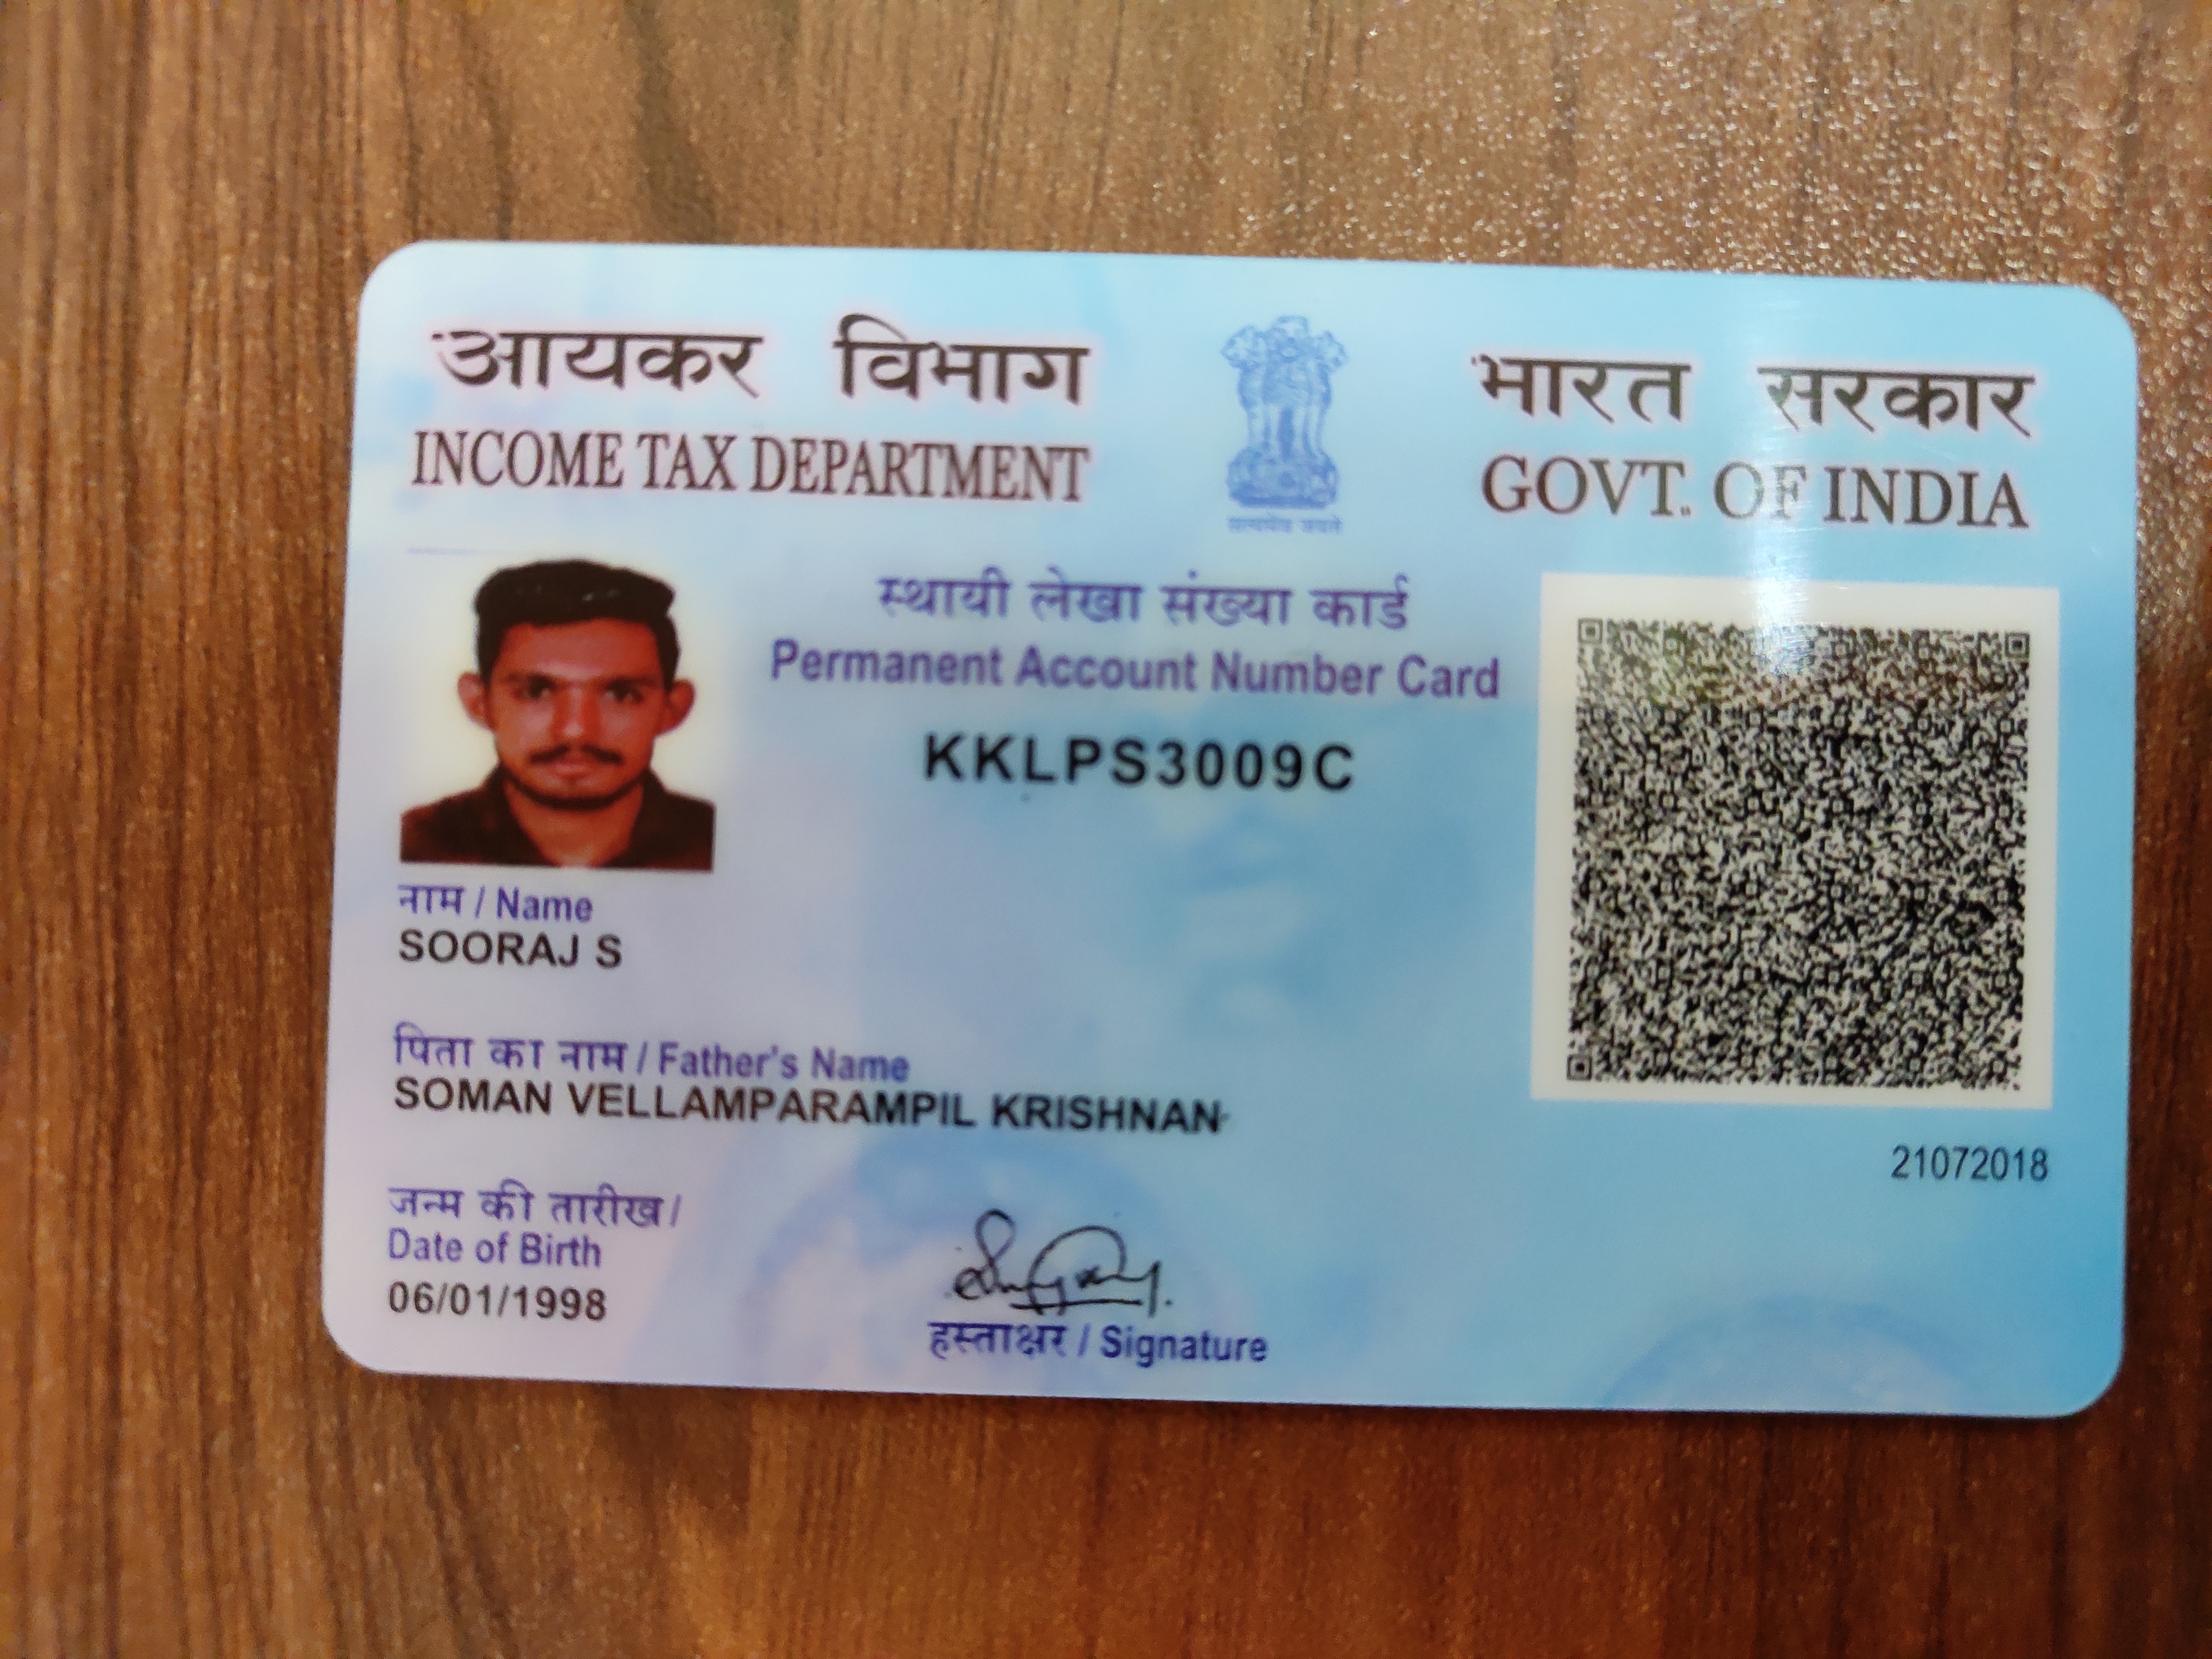 आयकर विभाग
INCOME TAX DEPARTMENT
सत्यमेव जयते
भारत सरकार
GOVT. OF INDIA
स्थायी लेखा संख्या कार्ड
Permanent Account Number Card
KKLPS3009C
नाम / Name
SOORAJ S
पिता का नाम / Father's Name
SOMAN VELLAMPARAMPIL KRISHNAN
21072018
जन्म की तारीख /
Date of Birth
06/01/1998
हस्ताक्षर / Signature